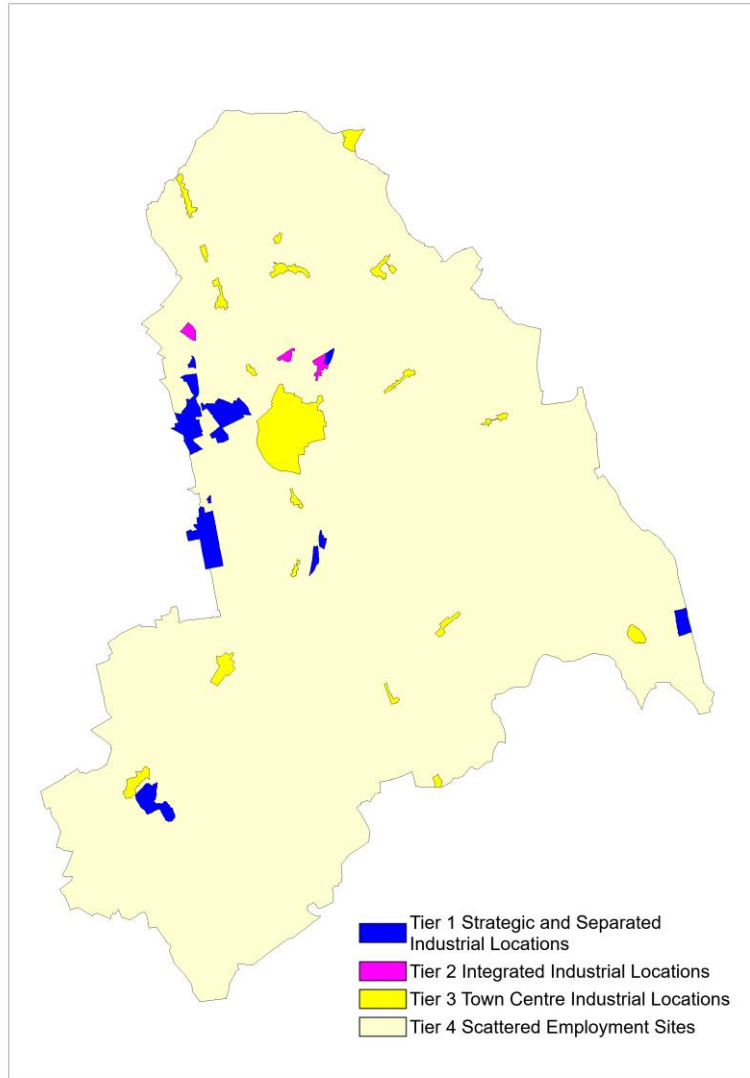 Tier 1 Strategic and Separated
Industrial Locations
Tier 2 Integrated Industrial Locations
Tier 3 Town Centre Industrial Locations
Tier 4 Scattered Employment Sites